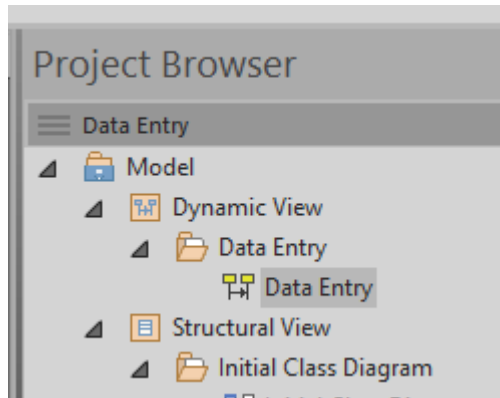 Project Browser
Data Entry
Model
Dynamic View
Data Entry
Data Entry
Structural View
Initial Class Diagram